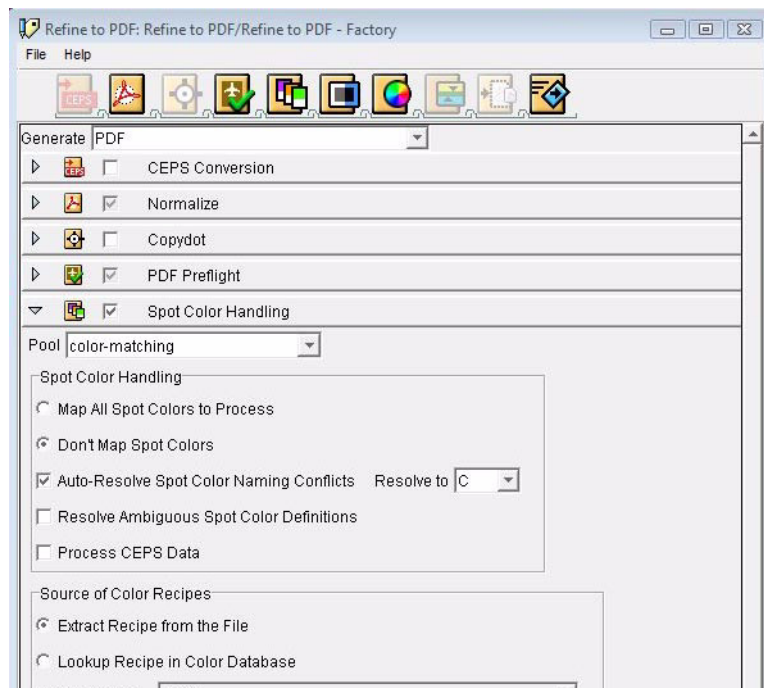 Refine to PDF: Refine to PDF/Refine to PDF - Factory
File Help
CEPS
Generate PDF
CEPS CEPS Conversion
Normalize
Copydot
PDF Preflight
Spot Color Handling
Pool color-matching
Spot Color Handling
Map All Spot Colors to Process
Don't Map Spot Colors
Auto-Resolve Spot Color Naming Conflicts Resolve to C
Resolve Ambiguous Spot Color Definitions
Process CEPS Data
Source of Color Recipes
Extract Recipe from the File
Lookup Recipe in Color Database